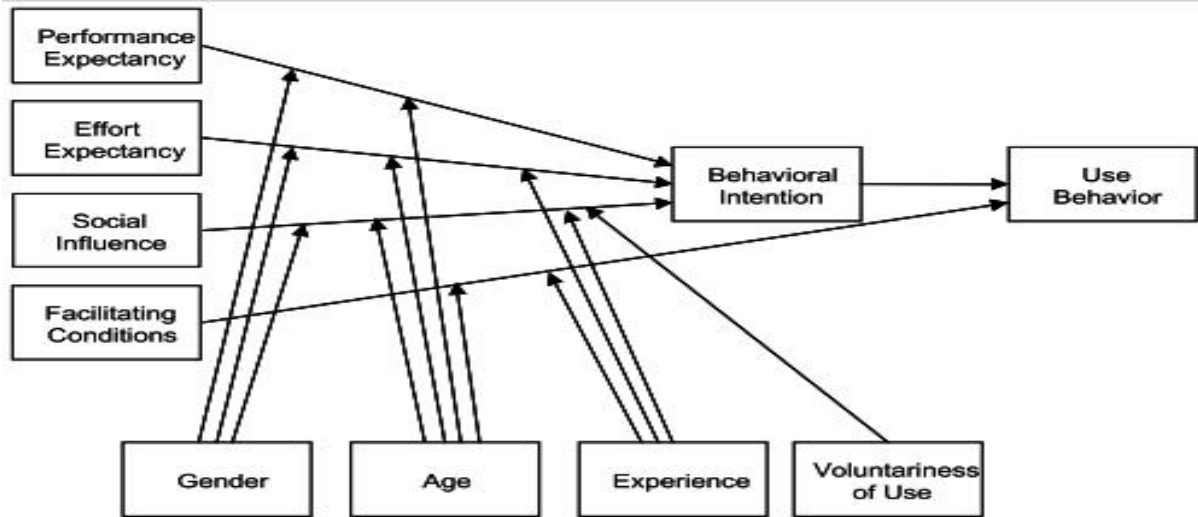 Performance
Expectancy
Effort
Expectancy
Social
Influence
Facilitating
Conditions
Behavioral
Intention
Use
Behavior
Gender
Age
Experience
Voluntariness
of Use